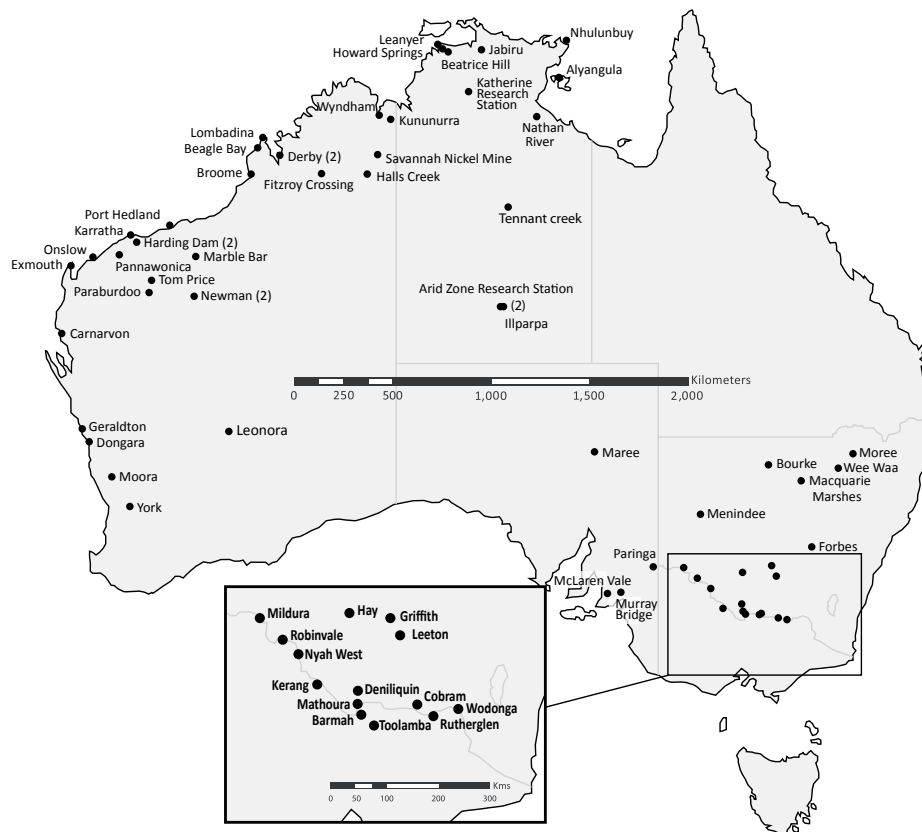 Nhulunbuy
Leanyer
Howard Springs
Jabiru
Beatrice Hill
Alyangula
Katherine
Research
Station
Wyndham
Kununurra
Nathan
River
Lombadina
Beagle Bay
Derby (2)
Savannah Nickel Mine
Broome
Fitzroy Crossing
Halls Creek
Tennant creek
Port Hedland
Karratha
Harding Dam (2)
Onslow
Marble Bar
Exmouth
Pannawonica
Tom Price
Paraburdoo
Newman (2)
Arid Zone Research Station
(2)
Illparpa
Carnarvon
Kilometers
0 250 500 1,000 1,500 2,000
Geraldton
Dongara
Leonora
Maree
Moree
Bourke
Wee Waa
Macquarie
Marshes
Moora
York
Menindee
Forbes
Paringa
McLaren Vale
Murray
Bridge
Mildura
Hay
Griffith
Leeton
Robinvale
Nyah West
Kerang
Deniliquin
Mathoura
Cobram
Wodonga
Barmah
Toolamba
Rutherglen
Kms
0 50 100 200 300